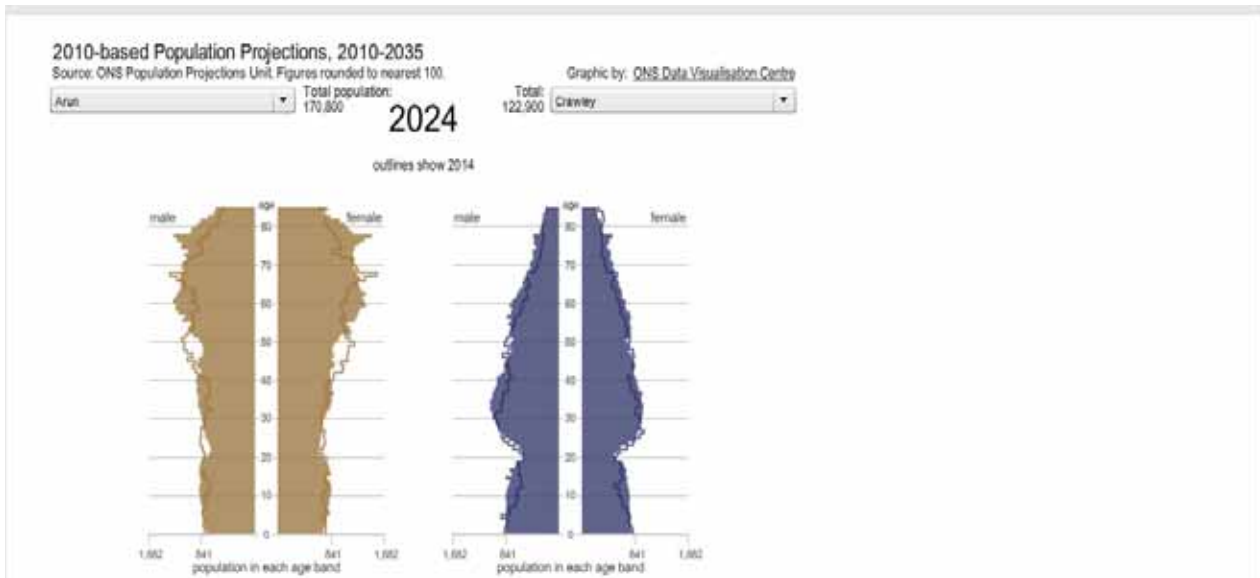 2010-based Population Projections, 2010-2035
Source: ONS Population Projections Unit. Figures rounded to nearest 100.
Graphic by: ONS Data Visualisation Centre
Arun
Total population:
170,800
2024
Total:
122,900
Crawley
outlines show 2014
male
age
female
male
age
female
80
80
70
70
60
60
50
50
40
40
30
30
20
20
10
10
0
0
1,682
841
841
1,682
1,682
841
841
1,682
population in each age band
population in each age band